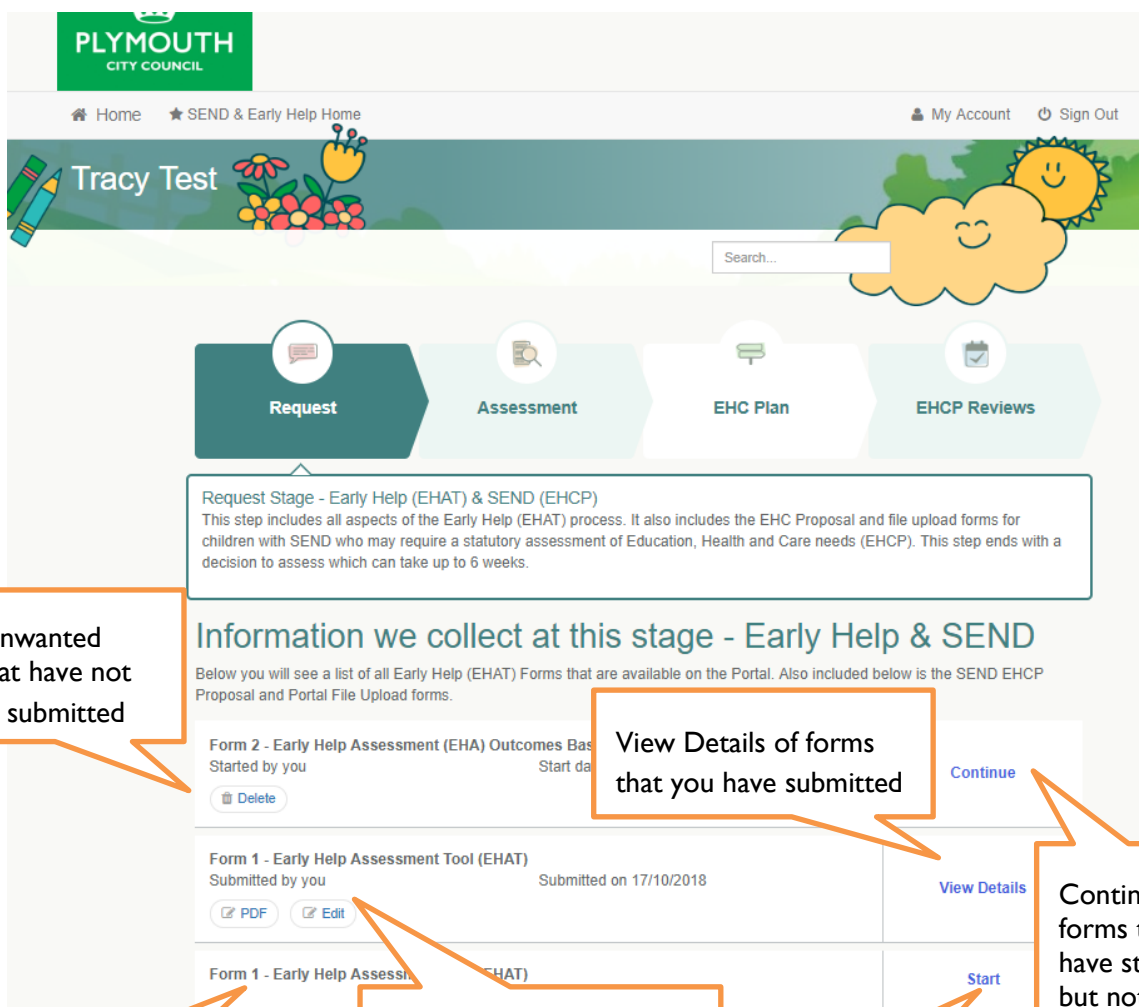 PLYMOUTH
CITY COUNCIL
Home SEND & Early Help Home My Account Sign Out
Tracy Test
Search...
Request Assessment EHC Plan EHCP Reviews
Request Stage - Early Help (EHAT) & SEND (EHCP)
This step includes all aspects of the Early Help (EHAT) process. It also includes the EHC Proposal and file upload forms for
children with SEND who may require a statutory assessment of Education, Health and Care needs (EHCP). This step ends with a
decision to assess which can take up to 6 weeks.
nwanted
at have not
submitted
Information we collect at this stage - Early Help & SEND
Below you will see a list of all Early Help (EHAT) Forms that are available on the Portal. Also included below is the SEND EHCP
Proposal and Portal File Upload forms.
Form 2 - Early Help Assessment (EHA) Outcomes Bas
Started by you Start da
Delete
Continue
View Details of forms
that you have submitted
Form 1 - Early Help Assessment Tool (EHAT)
Submitted by you Submitted on 17/10/2018
PDF Edit
View Details
Contin
forms t
have st
but not
Form 1 - Early Help Assess EHAT)
Start